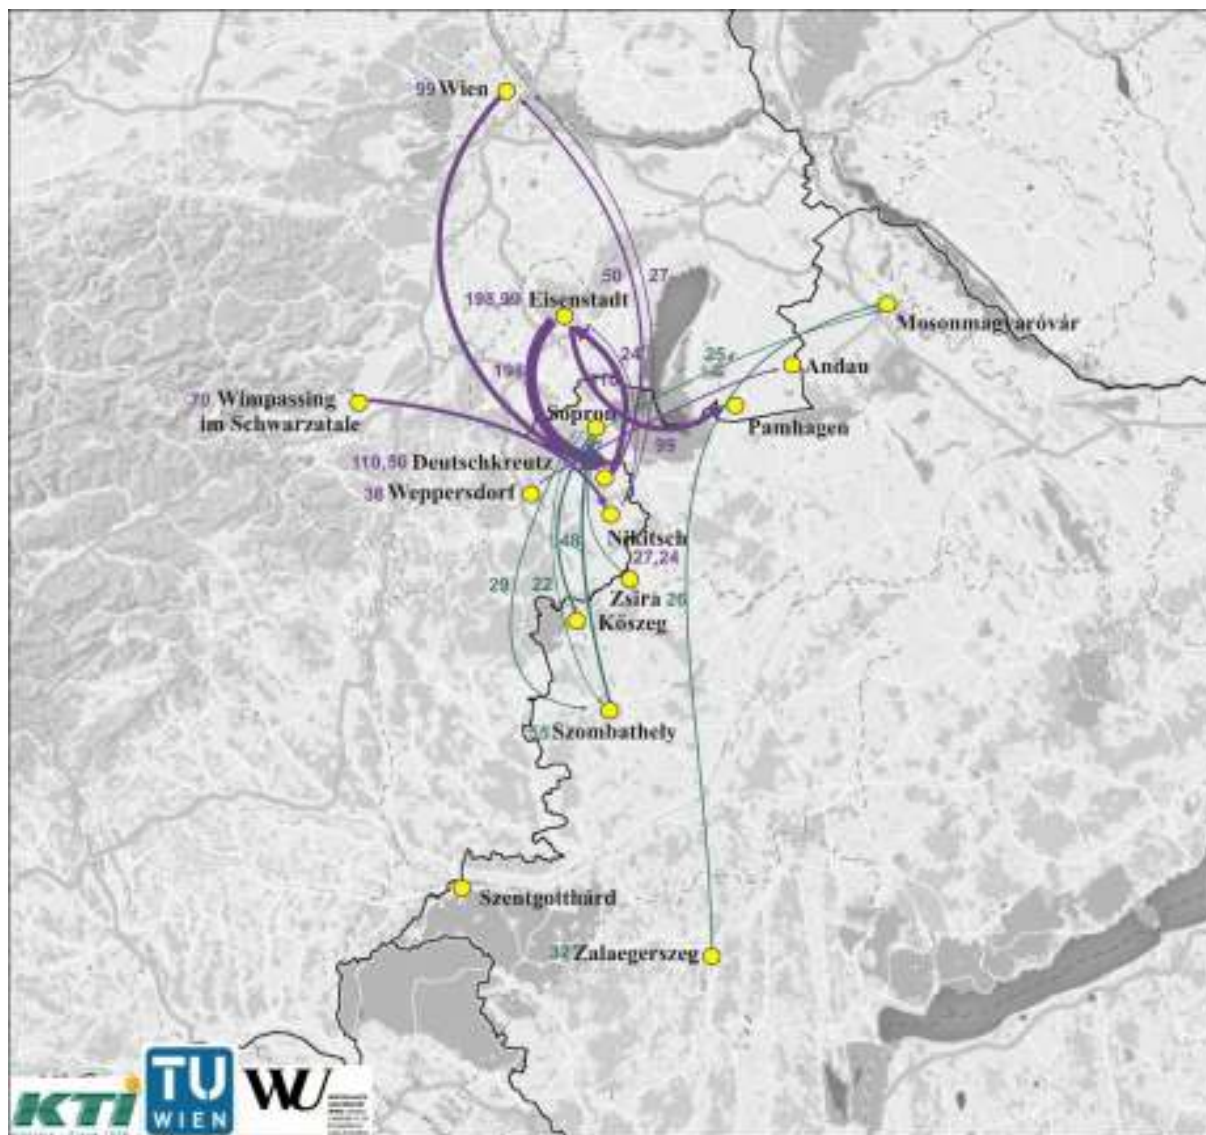 99 Wien
50 27
198,99 Eisenstadt
Mosonmagyaróvár
24
25
198
Andau
70 Wimpassing
im Schwarzatale
Sopron
Pamhagen
99
110,50 Deutschkreutz
38 Weppersdorf
48
Nikitsch
27,24
29
22
Zsira 26
Köszeg
Szombathely
Szentgotthárd
32 Zalaegerszeg
KTI
TU
WIEN
WU